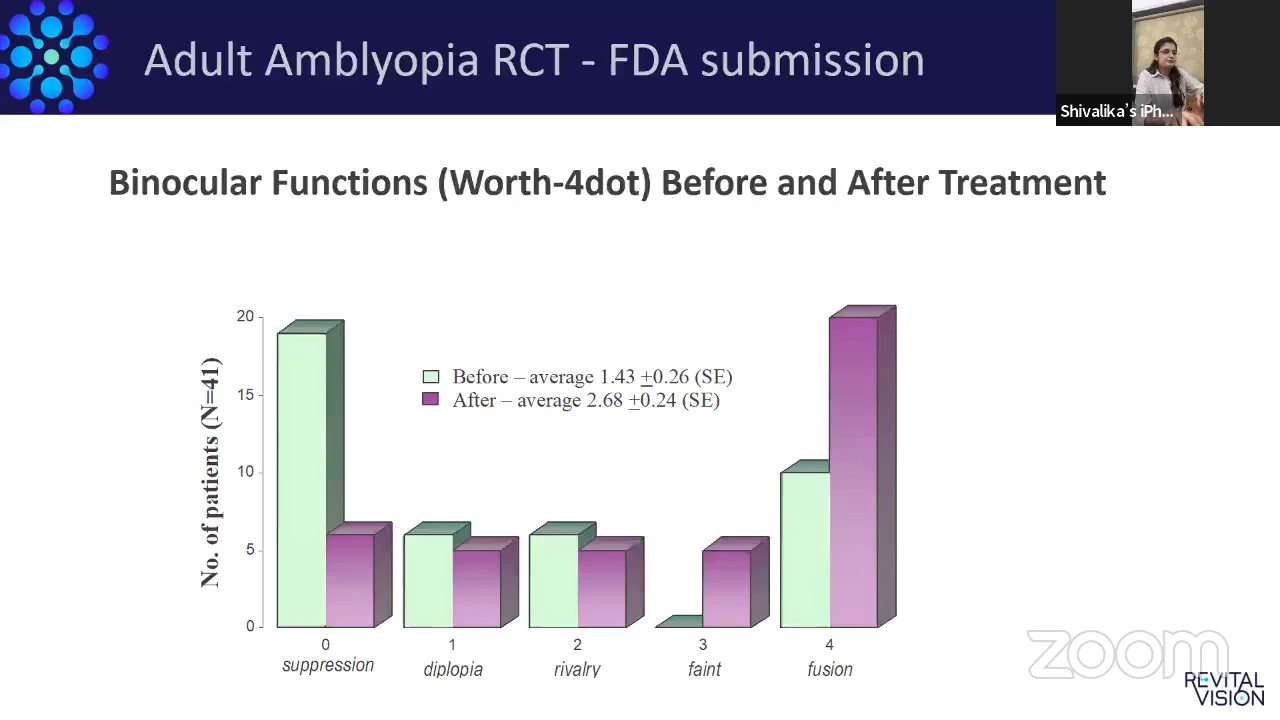 Adult Amblyopia RCT - FDA submission
Shivalika's iPh...
Binocular Functions (Worth-4dot) Before and After Treatment
No. of patients (N=41)
20
15
10
5
0
Before – average 1.43 ±0.26 (SE)
After – average 2.68 ±0.24 (SE)
0 1 2 3 4
suppression diplopia rivalry faint fusion
zoom
REVITAL
VISION